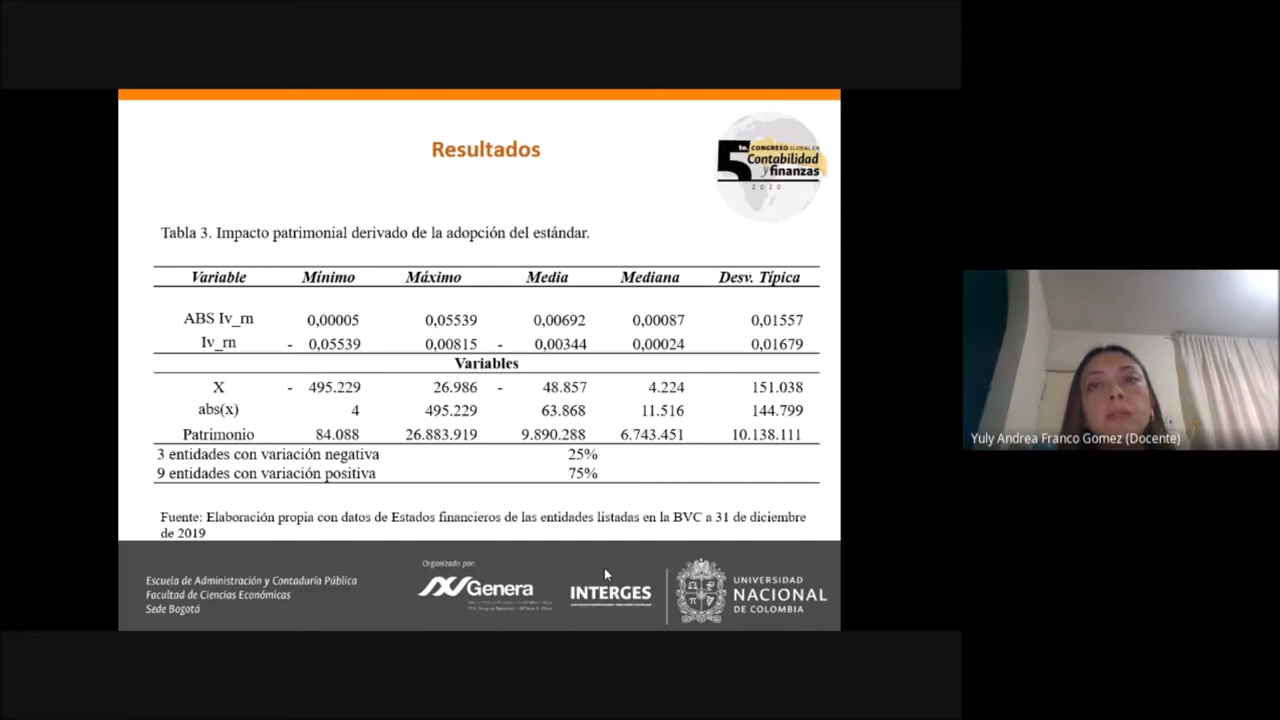 Resultados
5to. CONGRESO GLOBAL EN
Contabilidad
y finanzas
2020
Tabla 3. Impacto patrimonial derivado de la adopción del estándar.
Variable Mínimo Máximo Media Mediana Desv. Típica
ABS Iv_rn 0,00005 0,05539 0,00692 0,00087 0,01557
Iv_rn - 0,05539 0,00815 - 0,00344 0,00024 0,01679
Variables
X - 495.229 26.986 - 48.857 4.224 151.038
abs(x) 4 495.229 63.868 11.516 144.799
Patrimonio 84.088 26.883.919 9.890.288 6.743.451 10.138.111
3 entidades con variación negativa 25%
9 entidades con variación positiva 75%
Fuente: Elaboración propia con datos de Estados financieros de las entidades listadas en la BVC a 31 de diciembre
de 2019
Escuela de Administración y Contaduría Pública
Facultad de Ciencias Económicas
Sede Bogotá
Organizado por:
Genera
INTERGES
UNIVERSIDAD
NACIONAL
DE COLOMBIA
Yuly Andrea Franco Gomez (Docente)